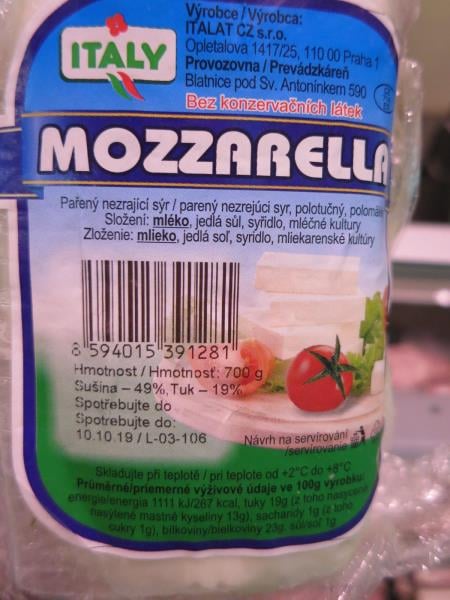 ITALY
Výrobce / Výrobca:
ITALAT CZ s.r.o.
Opletalova 1417/25, 110 00 Praha 1
Provozovna / Prevádzkáreň
Blatnice pod Sv. Antonínkem 590
Bez konzervačních látek
MOZZARELLA
Pařený nezrající sýr / parený nezrejúci syr, polotučný,
Složení: mléko, jedlá sůl, syřidlo, mléčné kultury
Zloženie: mlieko, jedlá soľ, syridlo, mliekarenské kultúry
8 594015 391281
Hmotnost / Hmotnosť: 700 g
Sušina – 49%, Tuk – 19%
Spotřebujte do
Spotrebujte do:
10.10.19 / L-03-106
Návrh na servírování
/servírovanie
Skladujte při teplotě / pri teplote od +2°C do +8°C
Průměrné/priemerné výživové údaje ve 100g výrobku:
energie/energia 1111 kJ/267 kcal, tuky 19g (z toho nasycené
/nasýtené mastné kyseliny 13g), sacharidy 1g (z toho
cukry 1g), bílkoviny/bielkoviny 23g, sůl/soľ 1g